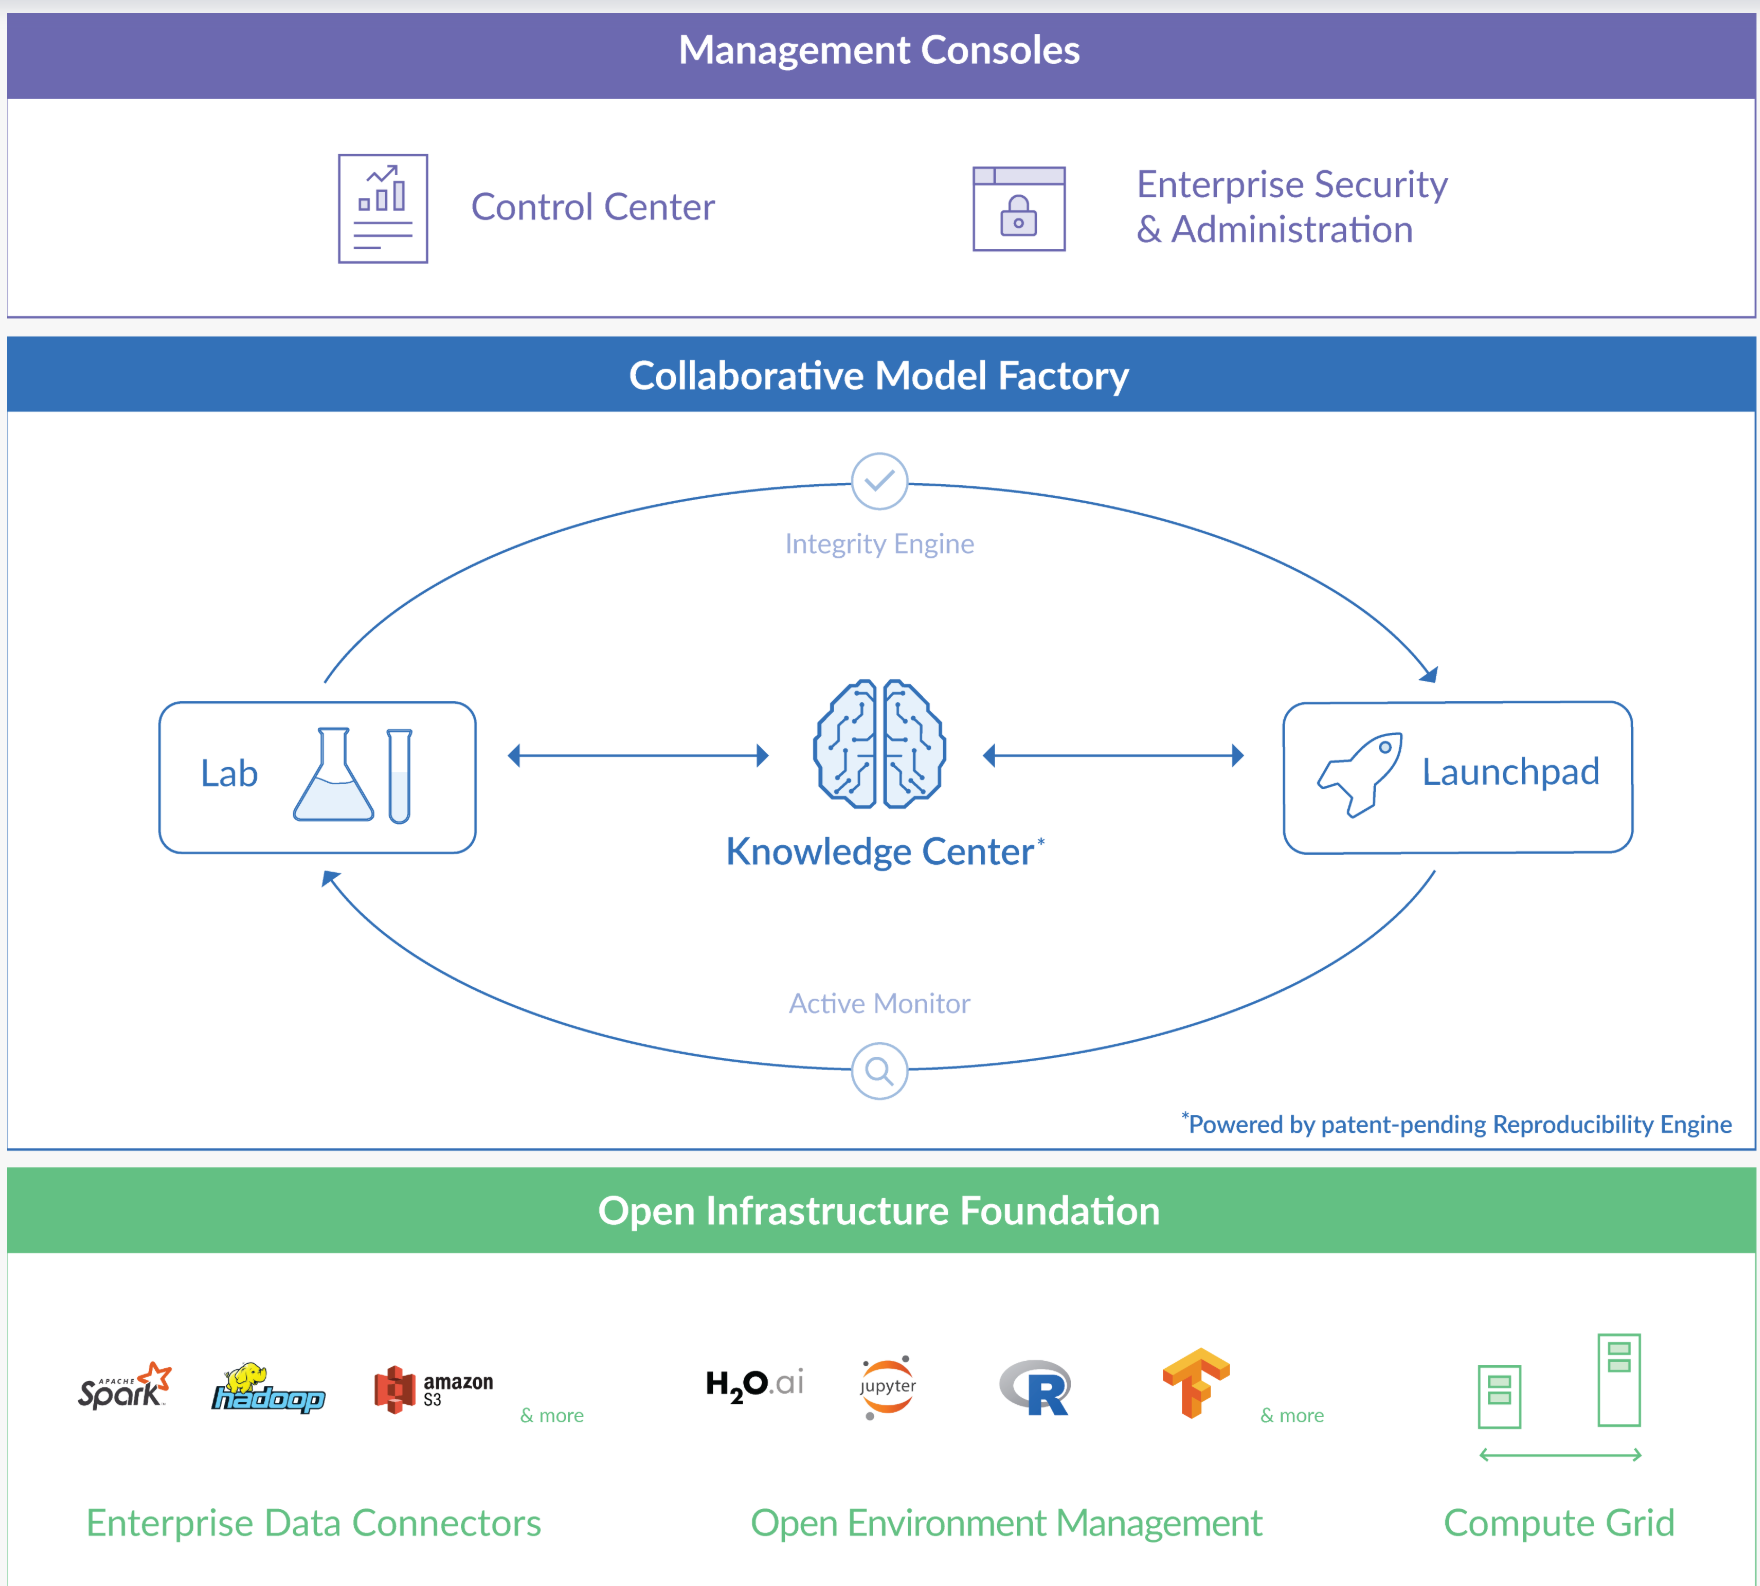 Management Consoles
Control Center
Enterprise Security
& Administration
Collaborative Model Factory
Integrity Engine
Lab
Launchpad
Knowledge Center*
Active Monitor
*Powered by patent-pending Reproducibility Engine
Open Infrastructure Foundation
APACHE
Spark
hadoop
amazon
S3
& more
H2O.ai
jupyter
R
& more
Enterprise Data Connectors
Open Environment Management
Compute Grid